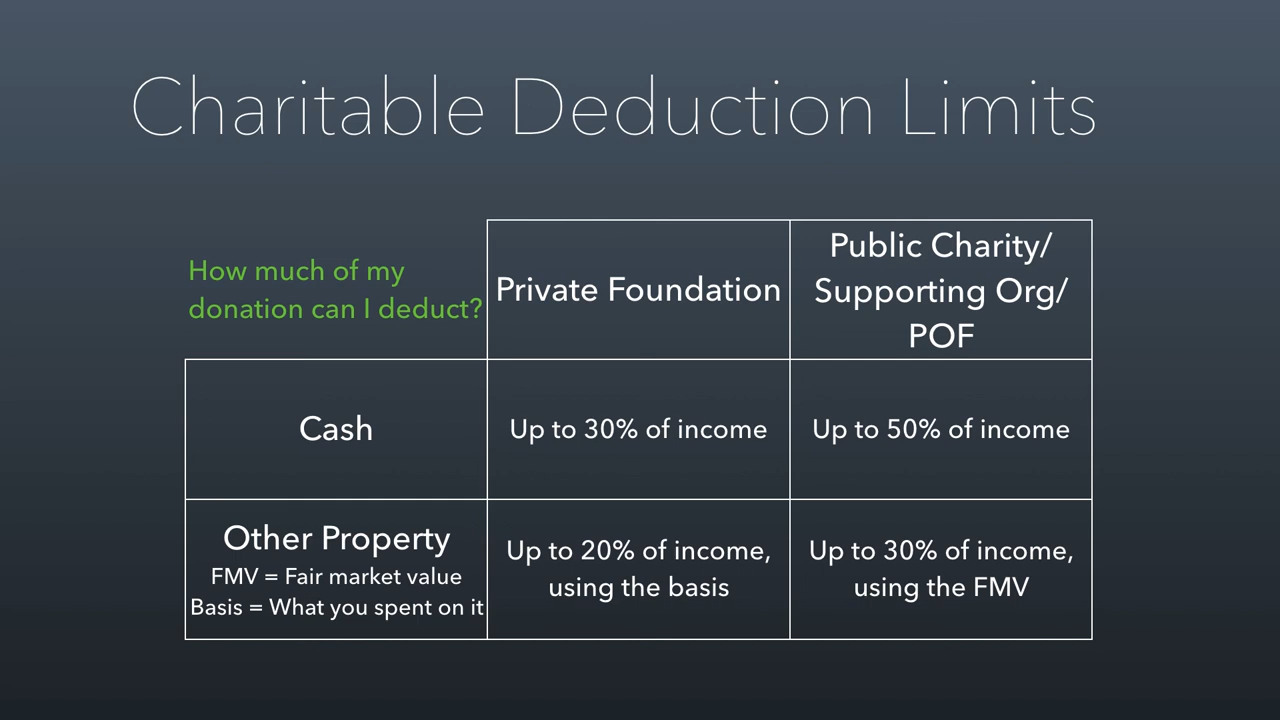 Charitable Deduction Limits
How much of my
donation can I deduct?
Private Foundation
Public Charity/
Supporting Org/
POF
Cash
Up to 30% of income
Up to 50% of income
Other Property
FMV = Fair market value
Basis = What you spent on it
Up to 20% of income,
using the basis
Up to 30% of income,
using the FMV